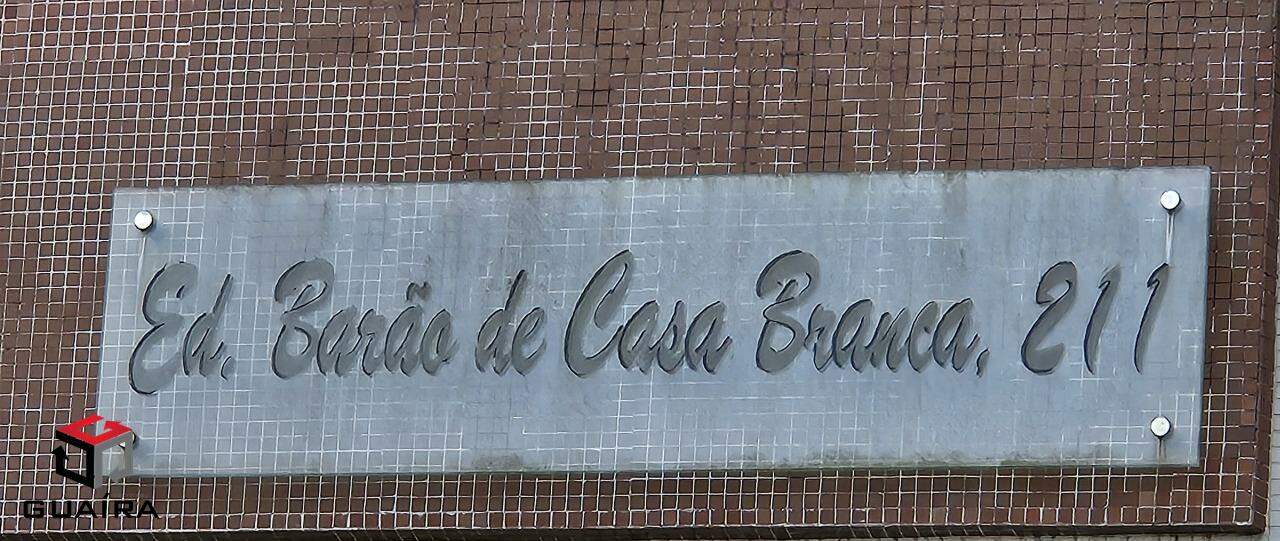 Ed. Barão de Casa Branca, 211
GUAÍRA